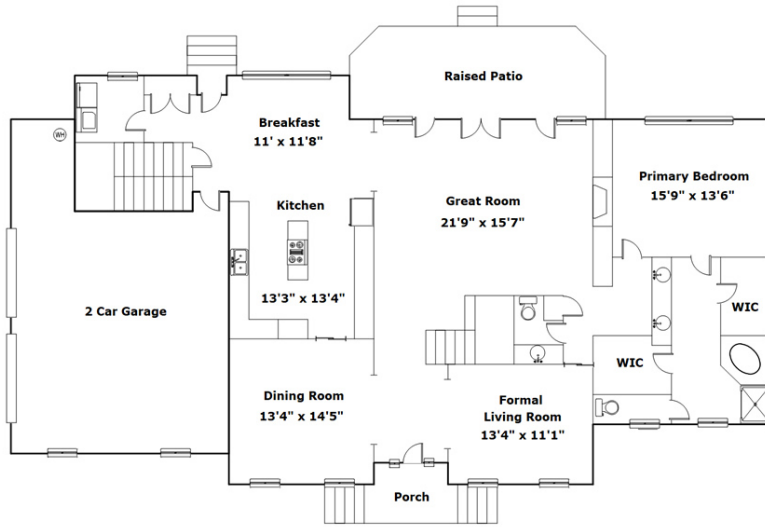 Raised Patio
Breakfast
11' x 11'8"
WH
Primary Bedroom
15'9" x 13'6"
Great Room
21'9" x 15'7"
Kitchen
13'3" x 13'4"
2 Car Garage
WIC
WIC
Dining Room
13'4" x 14'5"
Formal
Living Room
13'4" x 11'1"
Porch